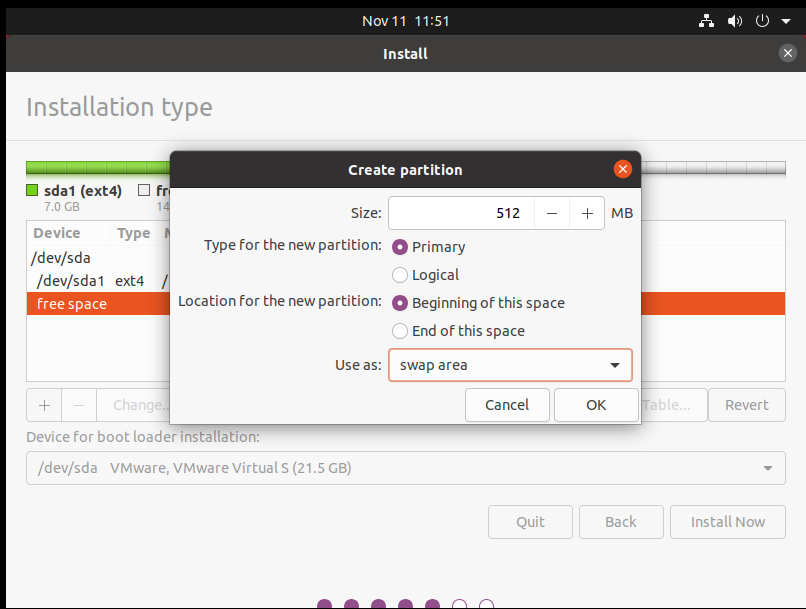 Nov 11 11:51
Install
Installation type
Create partition
sda1 (ext4)
7.0 GB
Size: 512 MB
Device Type
Type for the new partition: Primary
/dev/sda
Logical
/dev/sda1 ext4 /
Location for the new partition: Beginning of this space
free space
End of this space
Use as: swap area
Change...
Cancel
OK
Table...
Revert
Device for boot loader installation:
/dev/sda VMware, VMware Virtual S (21.5 GB)
Quit
Back
Install Now